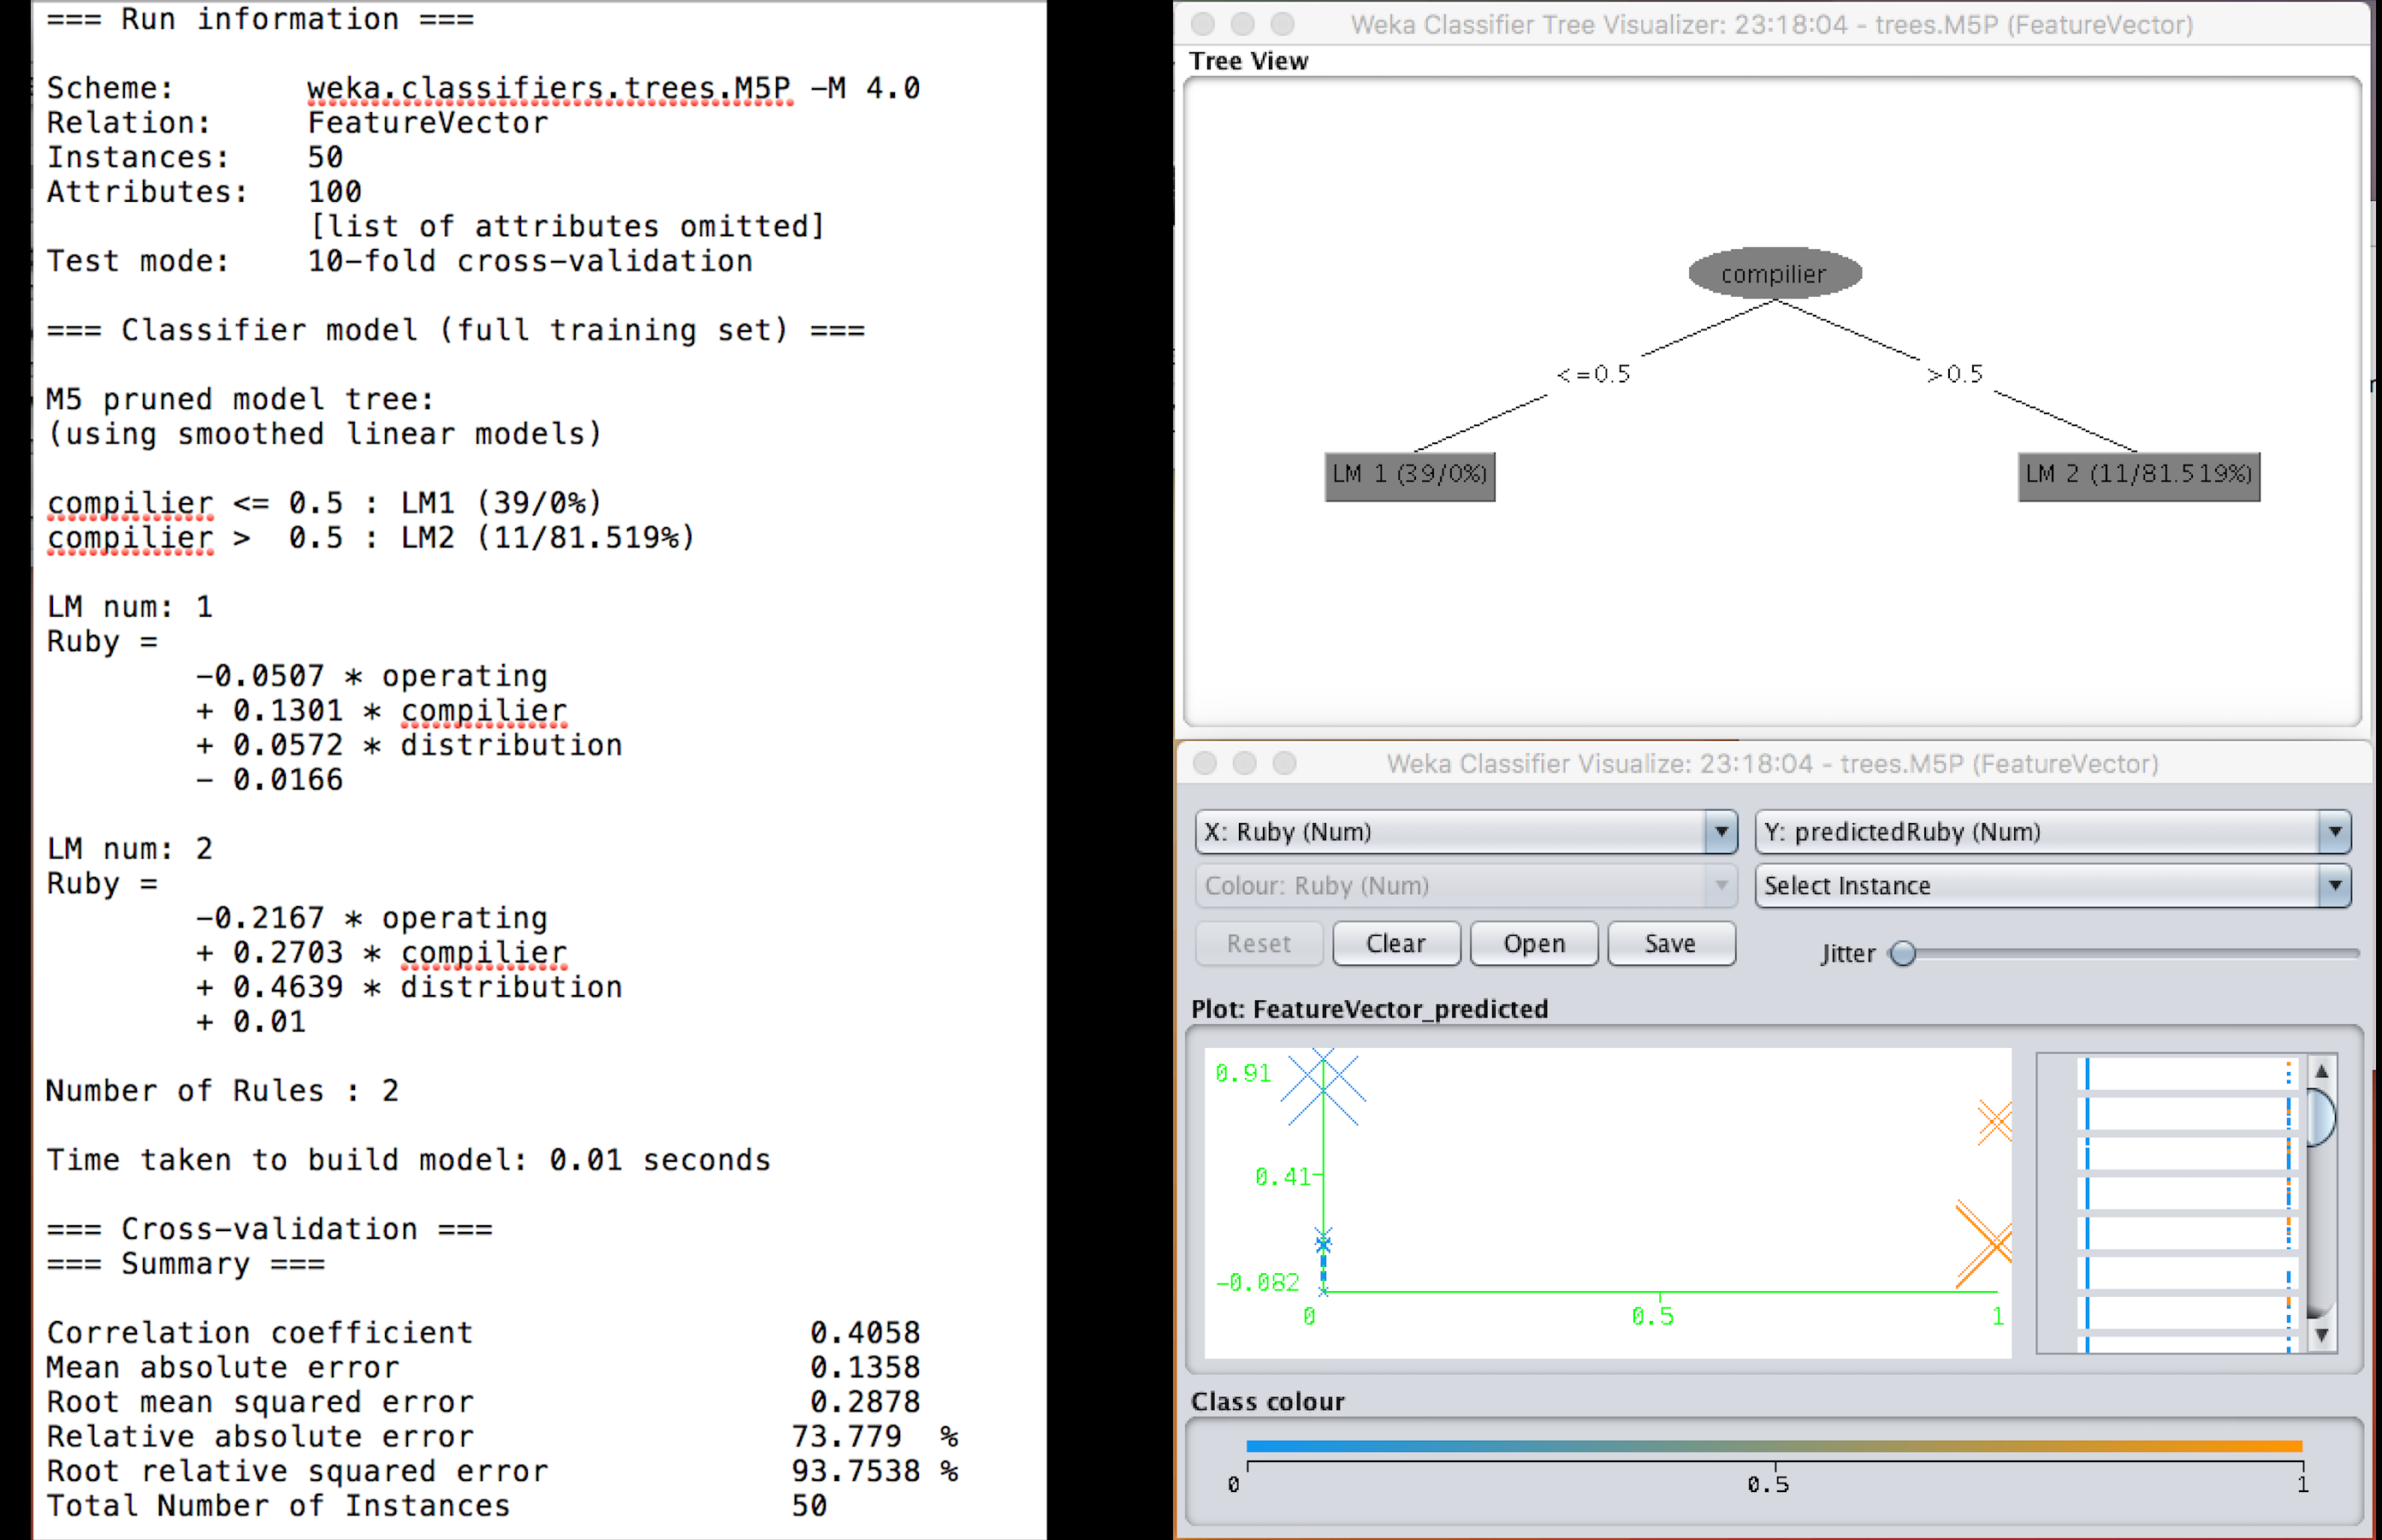 === Run information ===
Scheme: weka.classifiers.trees.M5P -M 4.0
Relation: FeatureVector
Instances: 50
Attributes: 100
[list of attributes omitted]
Test mode: 10-fold cross-validation
=== Classifier model (full training set) ===
M5 pruned model tree:
(using smoothed linear models)
compilier <= 0.5 : LM1 (39/0%)
compilier > 0.5 : LM2 (11/81.519%)
LM num: 1
Ruby =
-0.0507 * operating
+ 0.1301 * compilier
+ 0.0572 * distribution
- 0.0166
LM num: 2
Ruby =
-0.2167 * operating
+ 0.2703 * compilier
+ 0.4639 * distribution
+ 0.01
Number of Rules : 2
Time taken to build model: 0.01 seconds
=== Cross-validation ===
=== Summary ===
Correlation coefficient 0.4058
Mean absolute error 0.1358
Root mean squared error 0.2878
Relative absolute error 73.779 %
Root relative squared error 93.7538 %
Total Number of Instances 50
Weka Classifier Tree Visualizer: 23:18:04 - trees.M5P (FeatureVector)
Tree View
compilier
<=0.5 >0.5
LM 1 (39/0%) LM 2 (11/81.519%)
Weka Classifier Visualize: 23:18:04 - trees.M5P (FeatureVector)
X: Ruby (Num) Y: predictedRuby (Num)
Colour: Ruby (Num) Select Instance
Reset Clear Open Save Jitter
Plot: FeatureVector_predicted
0.91
0.41
-0.082
0 0.5 1
Class colour
0 0.5 1